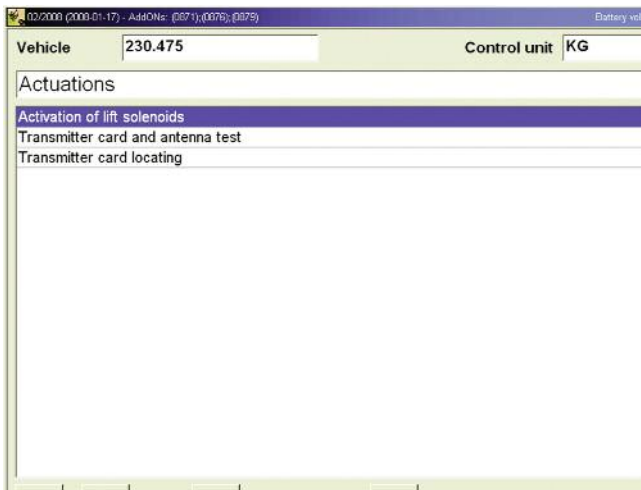 02/2008 (2008-01-17) - AddONs: (0871);(0876);(0879) Battery vol
Vehicle 230.475 Control unit KG
Actuations
Activation of lift solenoids
Transmitter card and antenna test
Transmitter card locating